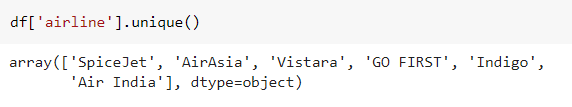 df['airline'].unique()
array(['SpiceJet', 'AirAsia', 'Vistara', 'GO FIRST', 'Indigo',
'Air India'], dtype=object)